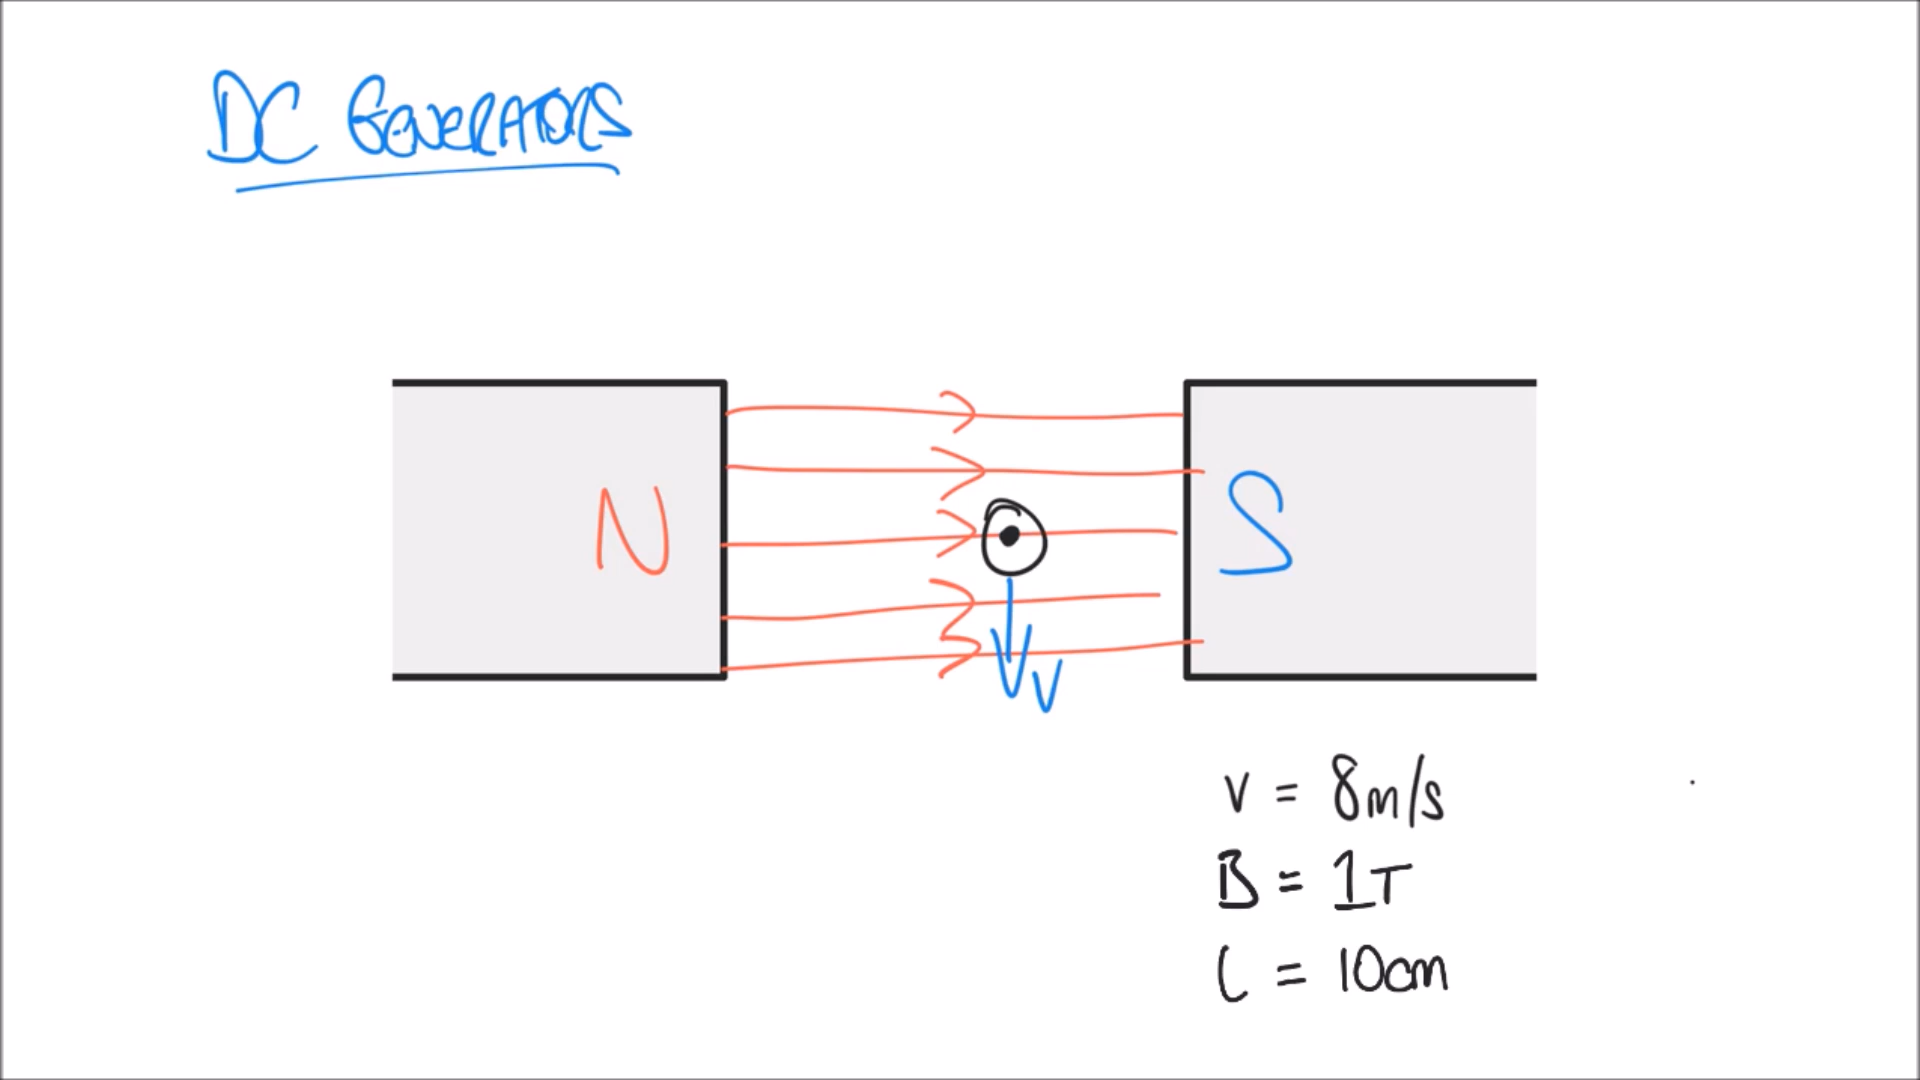 DC GENERATORS
N
S
V
V = 8m/s
B = 1T
l = 10cm